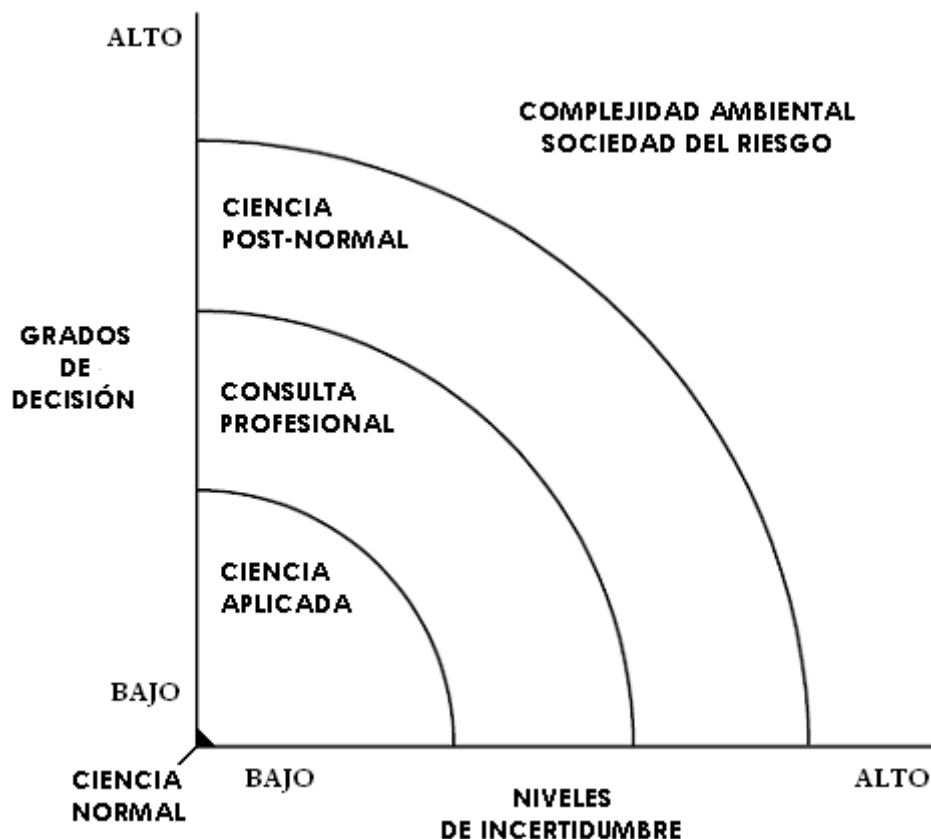 ALTO
COMPLEJIDAD AMBIENTAL
SOCIEDAD DEL RIESGO
CIENCIA
POST-NORMAL
GRADOS
DE
DECISIÓN
CONSULTA
PROFESIONAL
CIENCIA
APLICADA
BAJO
CIENCIA
NORMAL
BAJO
NIVELES
DE INCERTIDUMBRE
ALTO